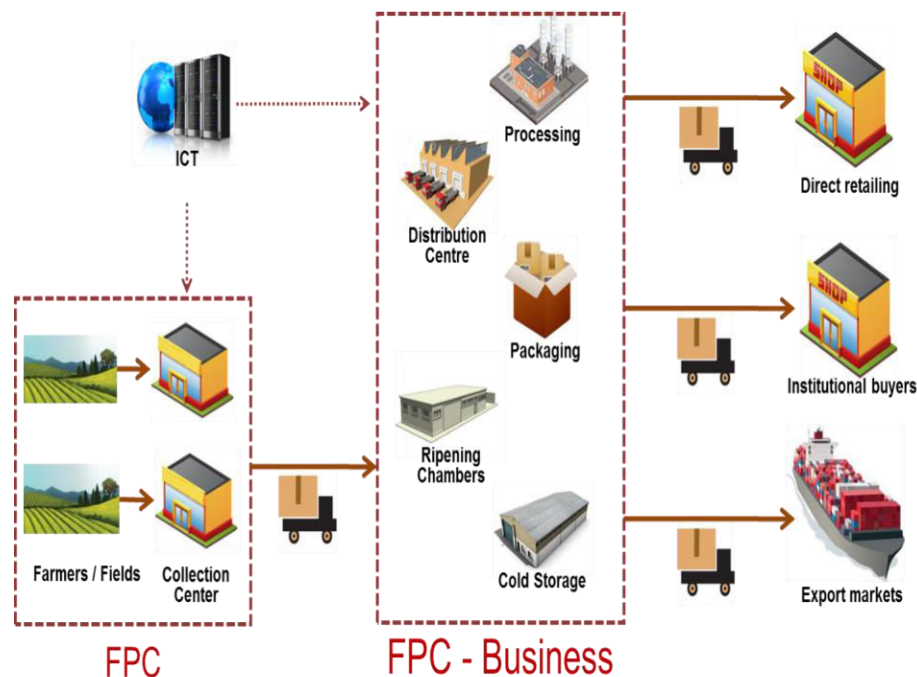 ICT
Processing
Distribution
Centre
Packaging
Ripening
Chambers
Cold Storage
SHOP
Direct retailing
SHOP
Institutional buyers
Export markets
Farmers / Fields
Collection
Center
FPC
FPC - Business